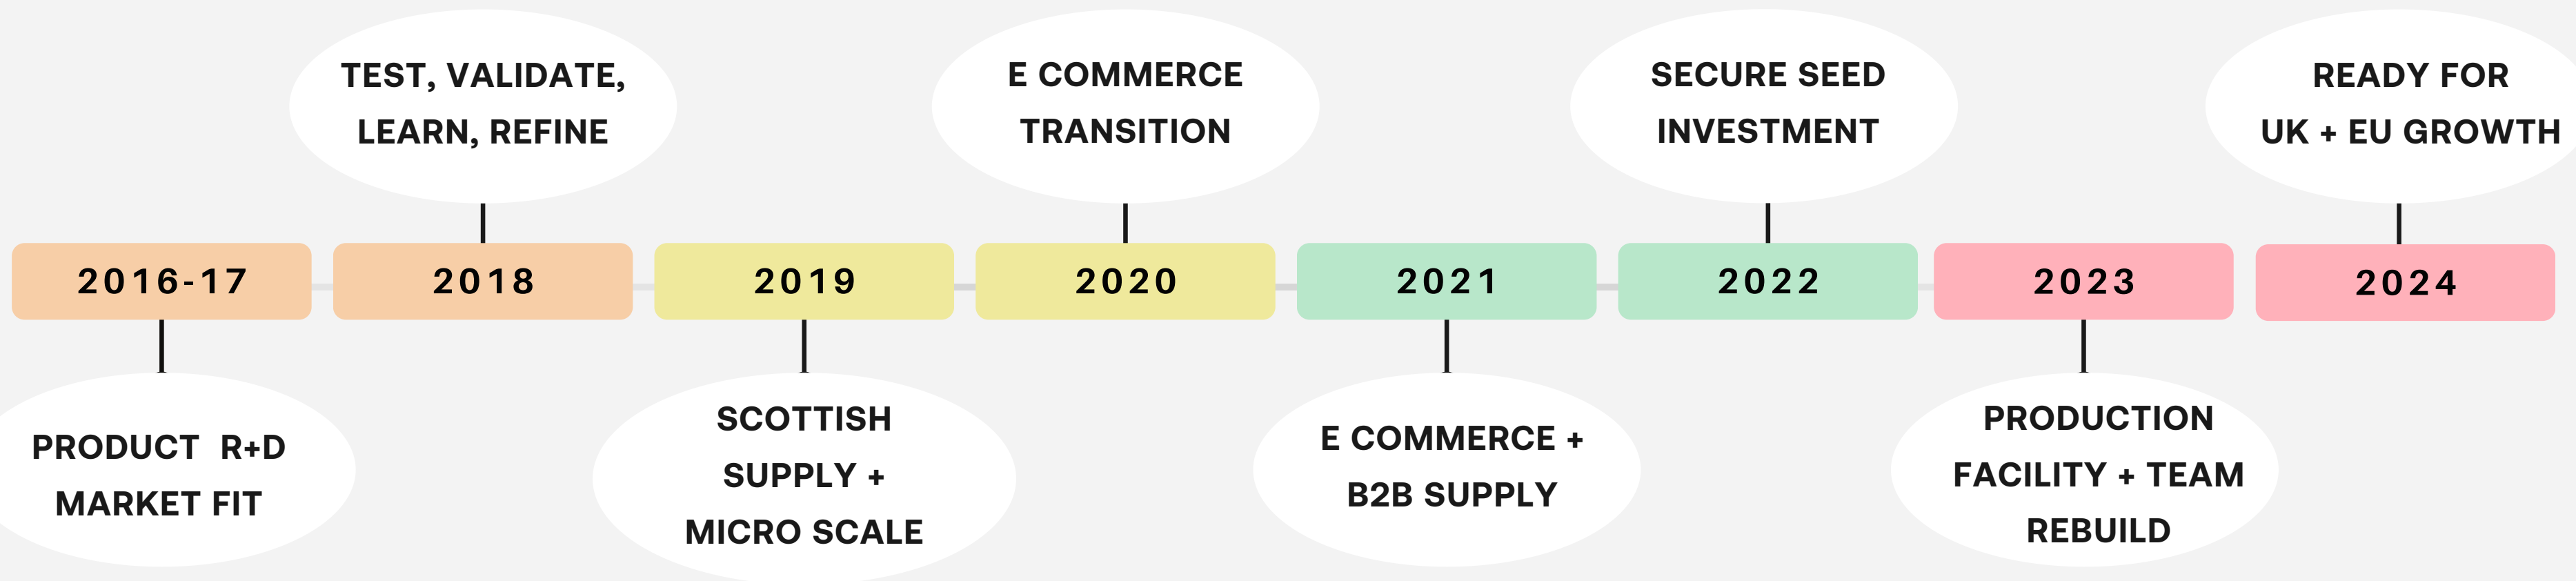 TEST, VALIDATE,
LEARN, REFINE
E COMMERCE
TRANSITION
SECURE SEED
INVESTMENT
READY FOR
UK + EU GROWTH
2016-17
2018
2019
2020
2021
2022
2023
2024
PRODUCT R+D
MARKET FIT
SCOTTISH
SUPPLY +
MICRO SCALE
E COMMERCE +
B2B SUPPLY
PRODUCTION
FACILITY + TEAM
REBUILD